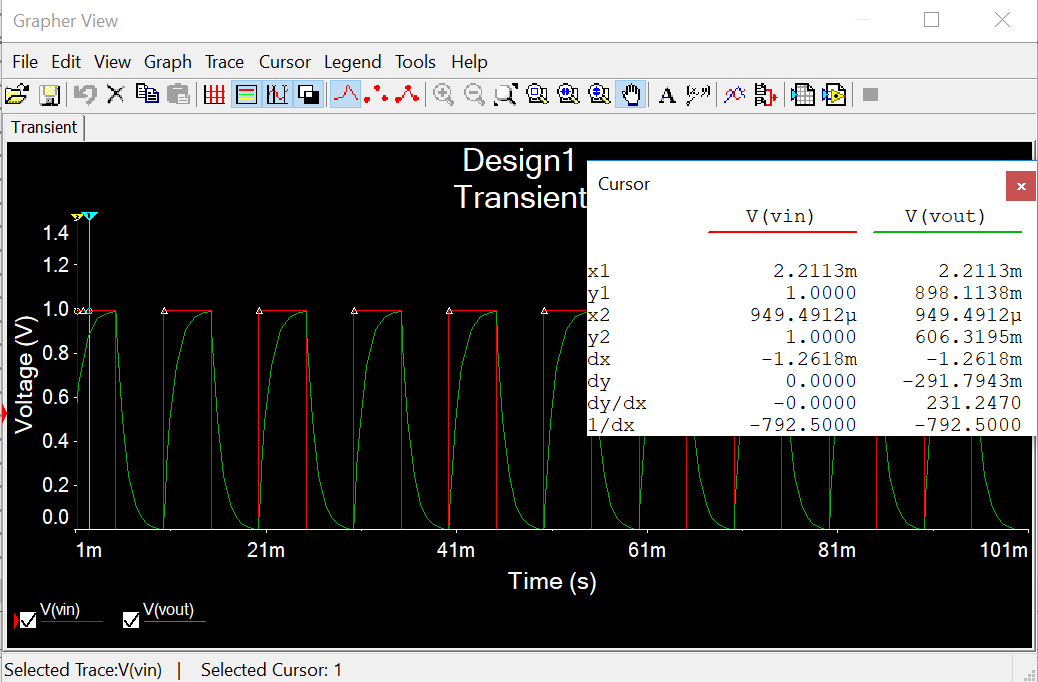 Grapher View
File Edit View Graph Trace Cursor Legend Tools Help
A
Transient
Design1
Transient
Cursor
V(vin) V(vout)
x1 2.2113m 2.2113m
y1 1.0000 898.1138m
x2 949.4912µ 949.4912µ
y2 1.0000 606.3195m
dx -1.2618m -1.2618m
dy 0.0000 -291.7943m
dy/dx -0.0000 231.2470
1/dx -792.5000 -792.5000
Voltage (V)
1.4
1.2
1.0
0.8
0.6
0.4
0.2
0.0
1m 21m 41m 61m 81m 101m
Time (s)
V(vin) V(vout)
Selected Trace:V(vin) | Selected Cursor: 1